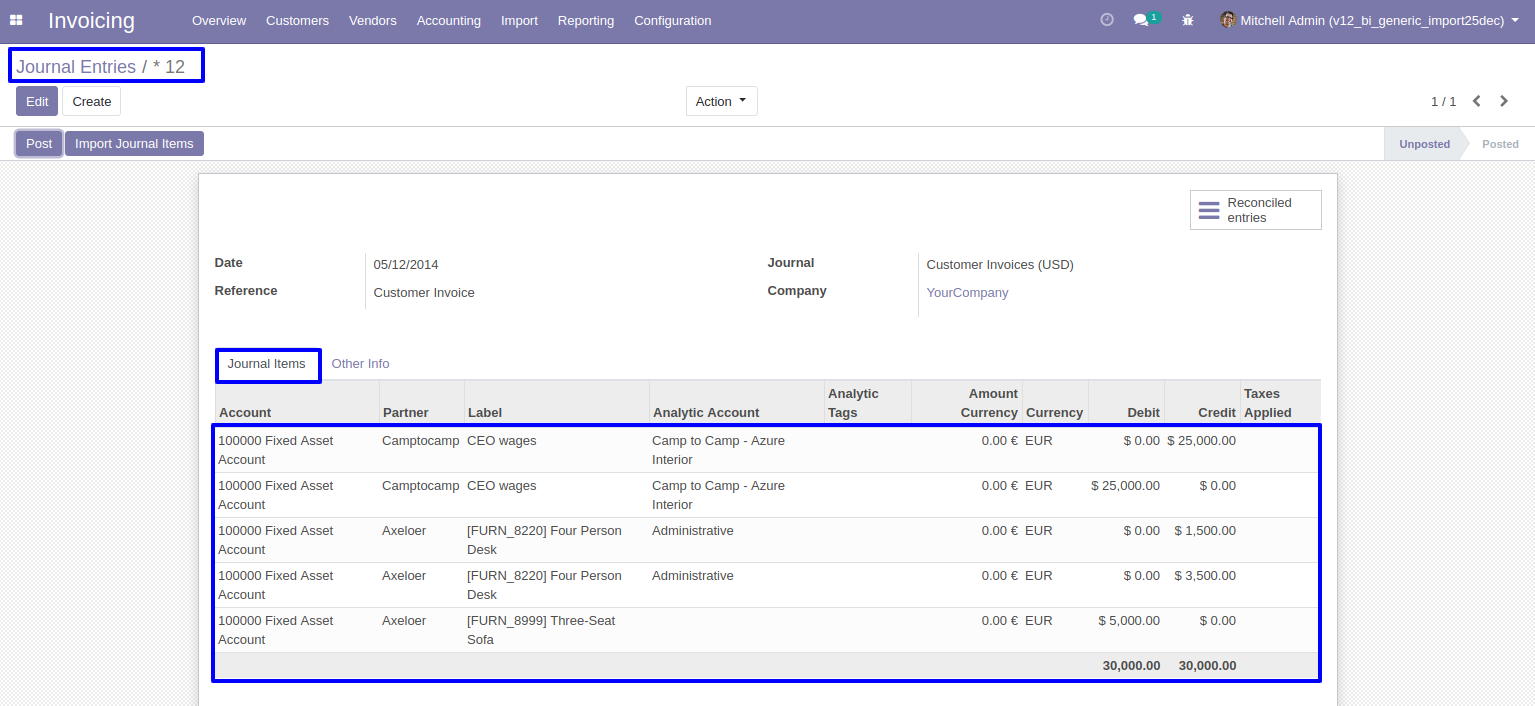 Invoicing Overview Customers Vendors Accounting Import Reporting Configuration 1 Mitchell Admin (v12_bi_generic_import25dec)
Journal Entries / * 12
Edit Create Action 1 / 1
Post Import Journal Items Unposted Posted
Reconciled
entries
Date 05/12/2014 Journal Customer Invoices (USD)
Reference Customer Invoice Company YourCompany
Journal Items Other Info
Analytic Amount Taxes
Account Partner Label Analytic Account Tags Currency Currency Debit Credit Applied
100000 Fixed Asset Camptocamp CEO wages Camp to Camp - Azure 0.00 € EUR $ 0.00 $ 25,000.00
Account Interior
100000 Fixed Asset Camptocamp CEO wages Camp to Camp - Azure 0.00 € EUR $ 25,000.00 $ 0.00
Account Interior
100000 Fixed Asset Axeloer [FURN_8220] Four Person Administrative 0.00 € EUR $ 0.00 $ 1,500.00
Account Desk
100000 Fixed Asset Axeloer [FURN_8220] Four Person Administrative 0.00 € EUR $ 0.00 $ 3,500.00
Account Desk
100000 Fixed Asset Axeloer [FURN_8999] Three-Seat 0.00 € EUR $ 5,000.00 $ 0.00
Account Sofa
30,000.00 30,000.00